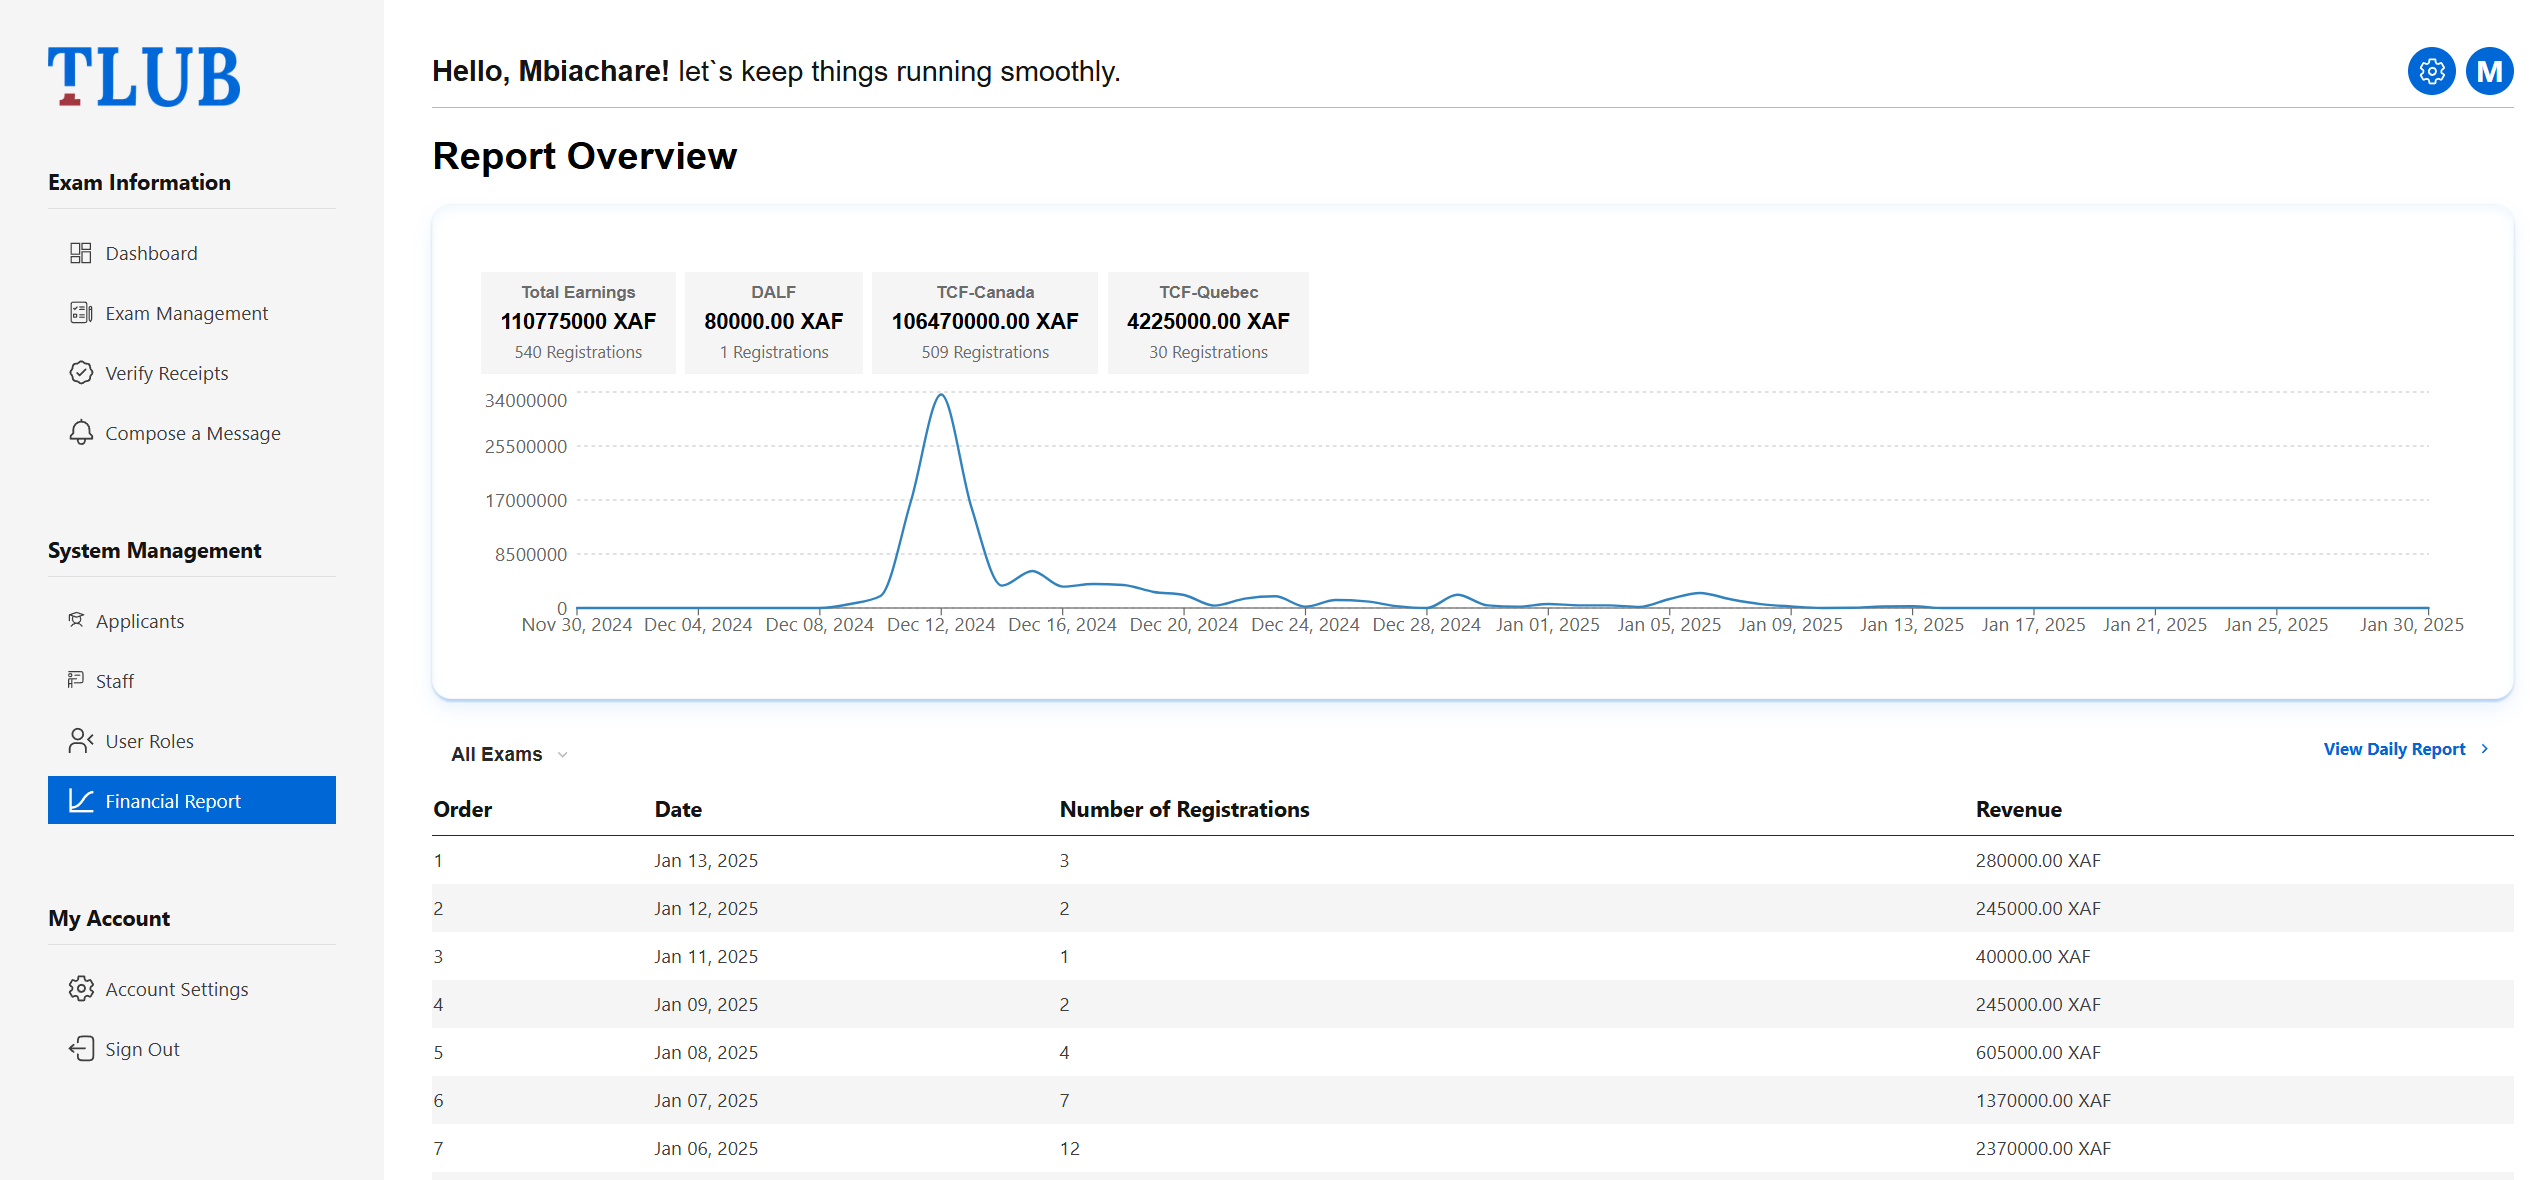 TLUB
Exam Information
Dashboard
Exam Management
Verify Receipts
Compose a Message
System Management
Applicants
Staff
User Roles
Financial Report
My Account
Account Settings
Sign Out
Hello, Mbiachare! let`s keep things running smoothly.
M
Report Overview
Total Earnings
110775000 XAF
540 Registrations
DALF
80000.00 XAF
1 Registrations
TCF-Canada
106470000.00 XAF
509 Registrations
TCF-Quebec
4225000.00 XAF
30 Registrations
34000000
25500000
17000000
8500000
0
Nov 30, 2024 Dec 04, 2024 Dec 08, 2024 Dec 12, 2024 Dec 16, 2024 Dec 20, 2024 Dec 24, 2024 Dec 28, 2024 Jan 01, 2025 Jan 05, 2025 Jan 09, 2025 Jan 13, 2025 Jan 17, 2025 Jan 21, 2025 Jan 25, 2025 Jan 30, 2025
All Exams
View Daily Report
Order Date Number of Registrations Revenue
1 Jan 13, 2025 3 280000.00 XAF
2 Jan 12, 2025 2 245000.00 XAF
3 Jan 11, 2025 1 40000.00 XAF
4 Jan 09, 2025 2 245000.00 XAF
5 Jan 08, 2025 4 605000.00 XAF
6 Jan 07, 2025 7 1370000.00 XAF
7 Jan 06, 2025 12 2370000.00 XAF